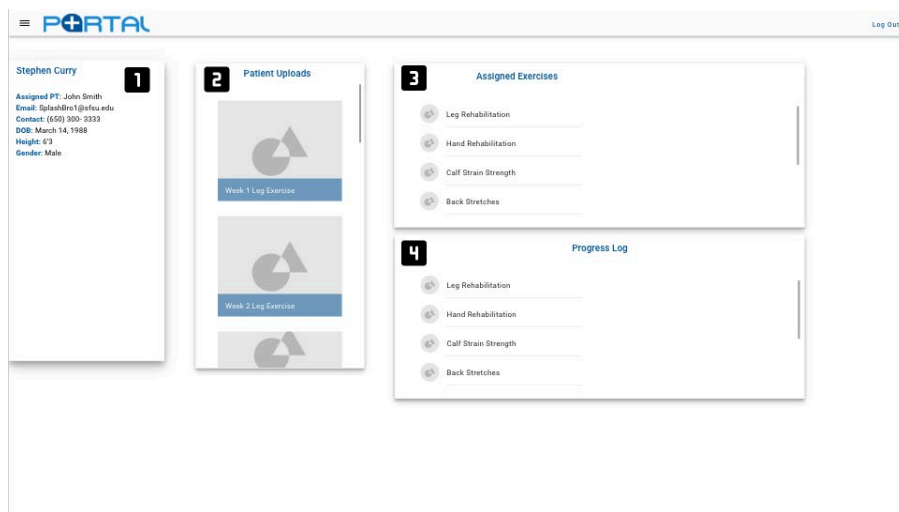 PORTAL
Log Out
Stephen Curry
1
Assigned PT: John Smith
Email: SplashBro1@sfsu.edu
Contact: (650) 300- 3333
DOB: March 14, 1988
Height: 6'3
Gender: Male
2
Patient Uploads
Week 1 Leg Exercise
Week 2 Leg Exercise
3
Assigned Exercises
Leg Rehabilitation
Hand Rehabilitation
Calf Strain Strength
Back Stretches
4
Progress Log
Leg Rehabilitation
Hand Rehabilitation
Calf Strain Strength
Back Stretches